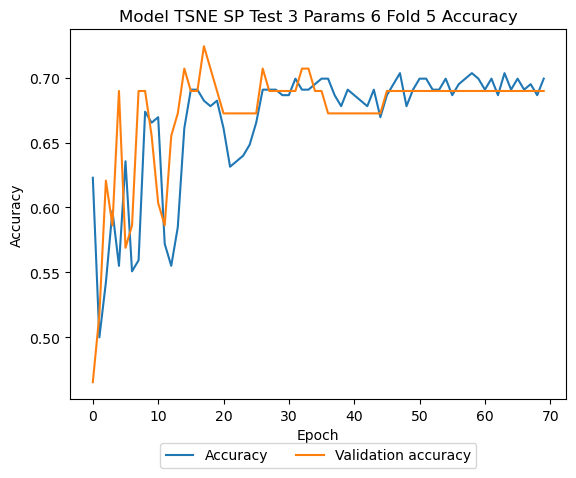 Model TSNE SP Test 3 Params 6 Fold 5 Accuracy
0.70
0.65
0.60
0.55
0.50
Accuracy
0 10 20 30 40 50 60 70
Epoch
Accuracy Validation accuracy